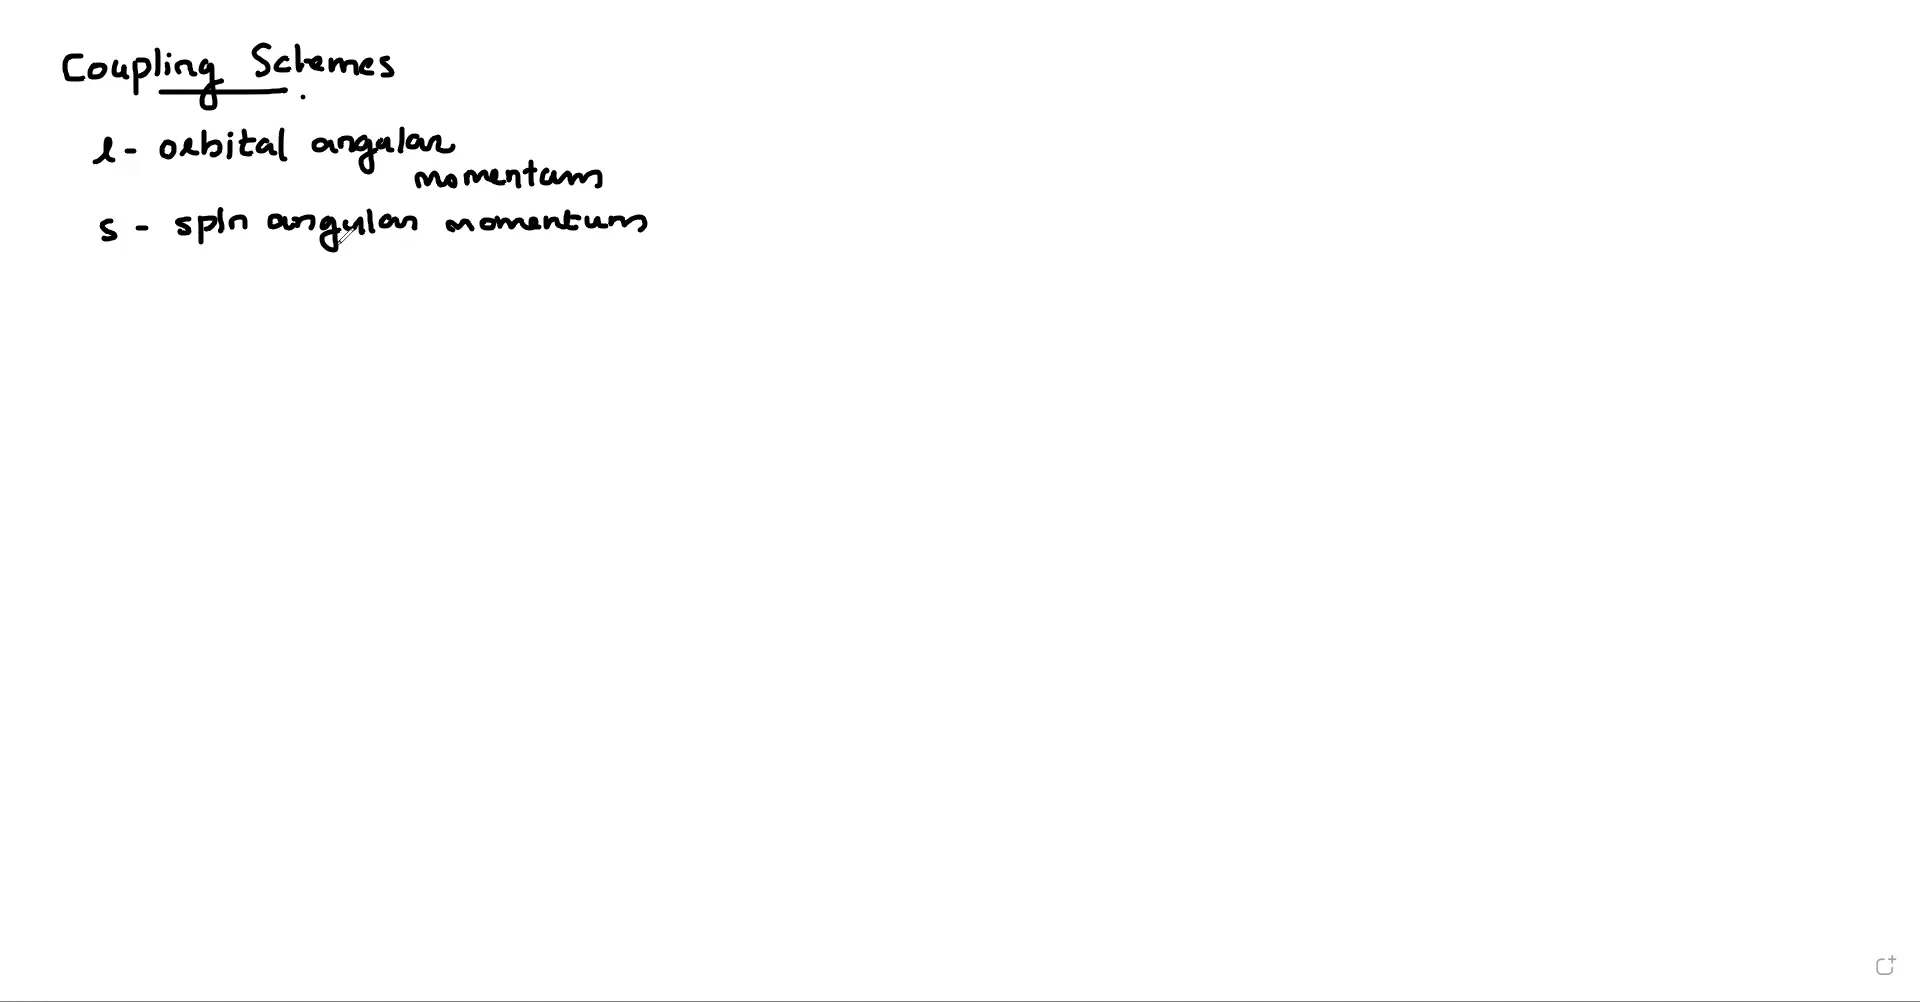 Coupling Schemes
l - orbital angular
momentum
s - spin angular momentum